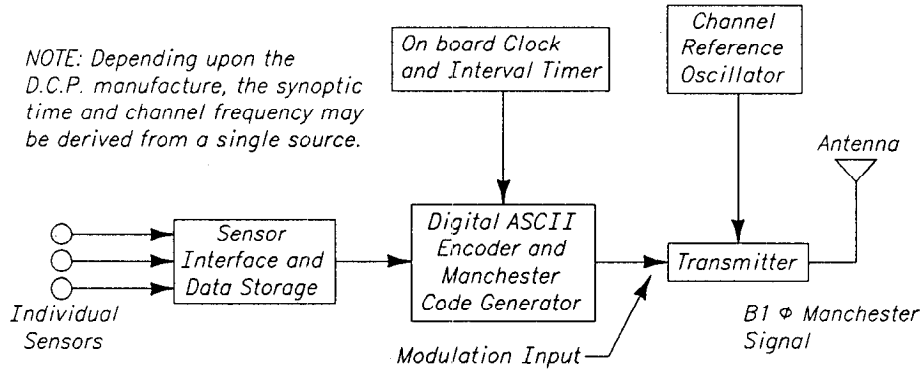 NOTE: Depending upon the
D.C.P. manufacture, the synoptic
time and channel frequency may
be derived from a single source.
On board Clock
and Interval Timer
Channel
Reference
Oscillator
Antenna
Individual
Sensors
Sensor
Interface and
Data Storage
Digital ASCII
Encoder and
Manchester
Code Generator
Transmitter
Modulation Input
B1 Φ Manchester
Signal